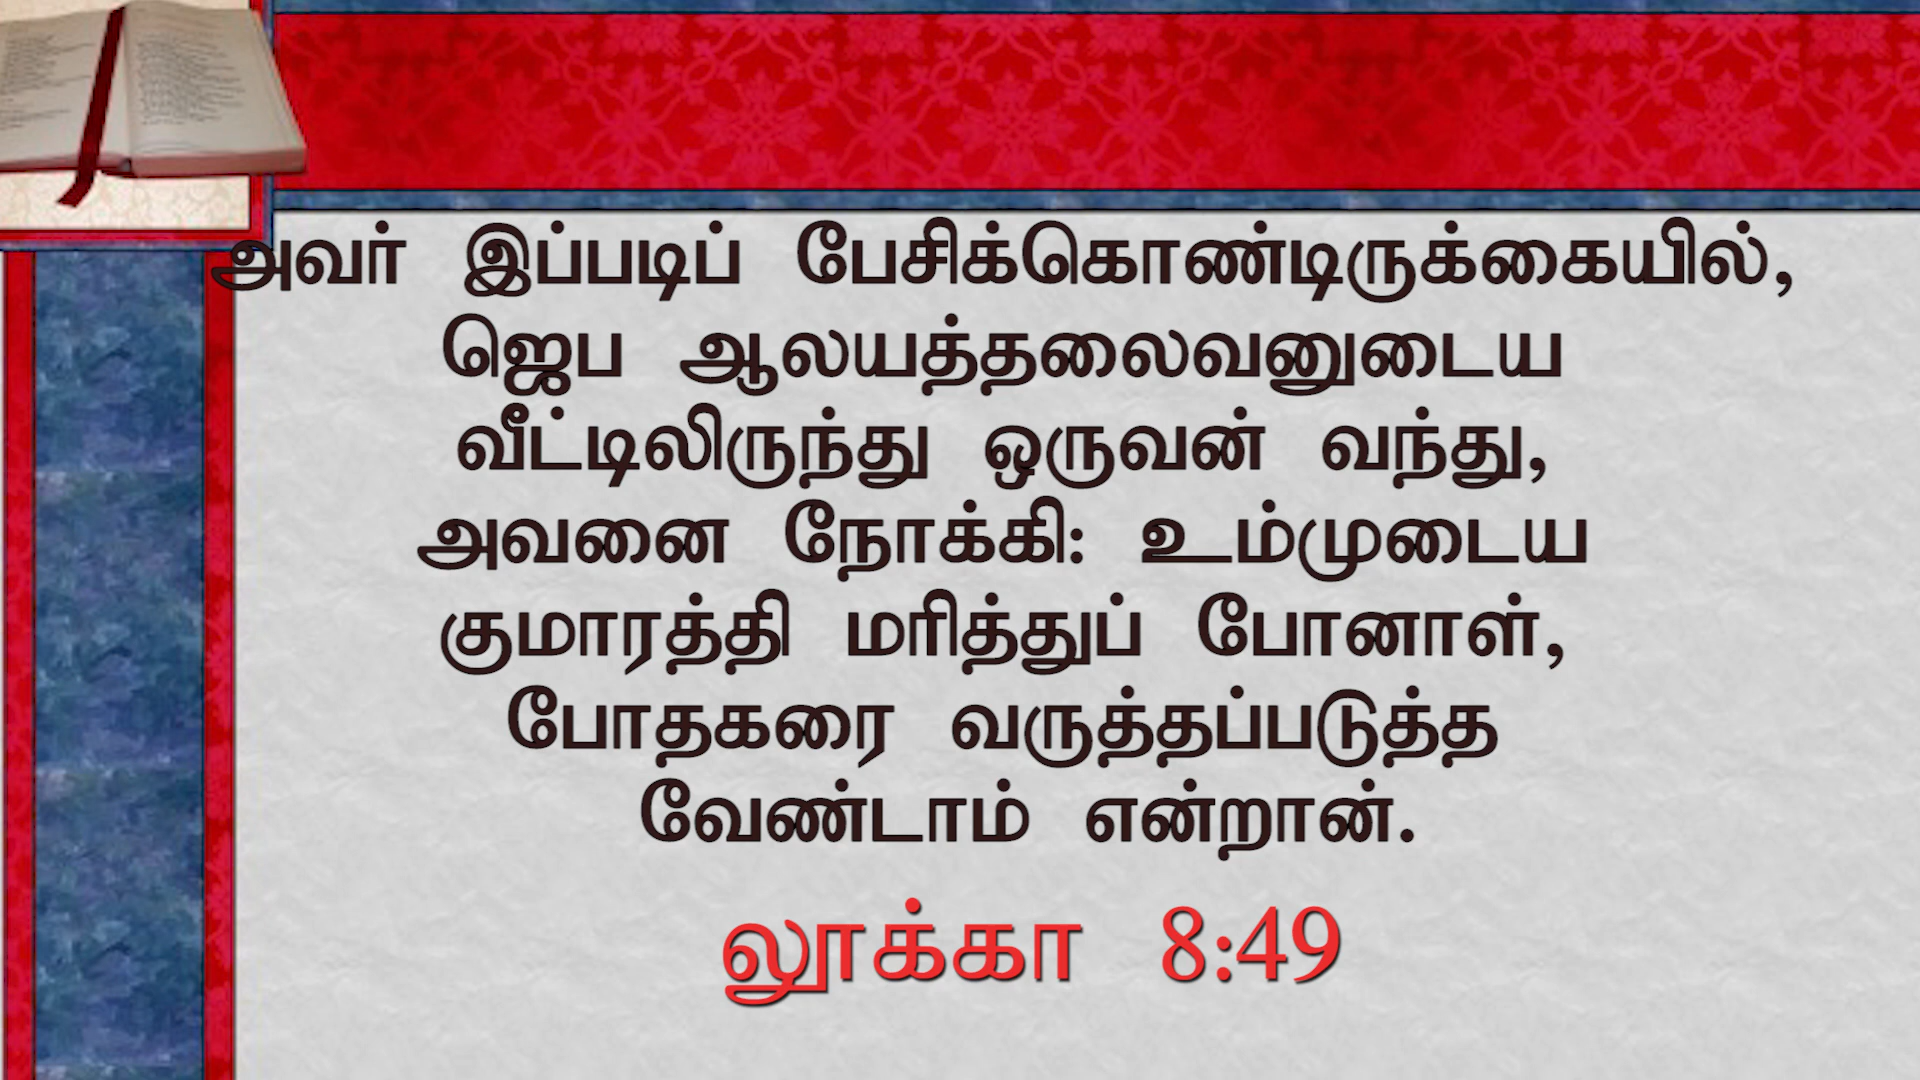 அவர் இப்படிப் பேசிக்கொண்டிருக்கையில்,
ஜெப ஆலயத்தலைவனுடைய
வீட்டிலிருந்து ஒருவன் வந்து,
அவனை நோக்கி: உம்முடைய
குமாரத்தி மரித்துப் போனாள்,
போதகரை வருத்தப்படுத்த
வேண்டாம் என்றான்.
லூக்கா 8:49